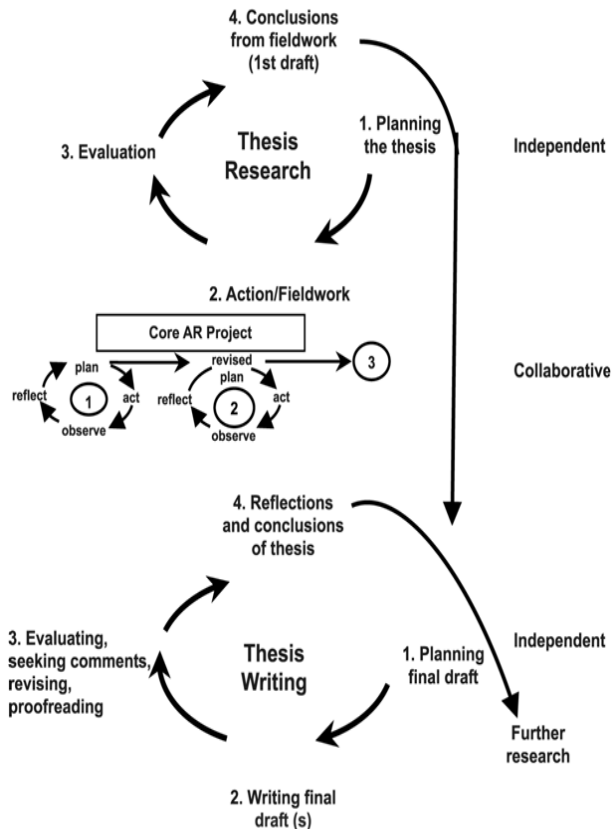 4. Conclusions
from fieldwork
(1st draft)
1. Planning
the thesis
Independent
3. Evaluation
Thesis
Research
2. Action/Fieldwork
Core AR Project
plan
reflect
1
act
observe
revised
plan
reflect
2
act
observe
3
Collaborative
4. Reflections
and conclusions
of thesis
3. Evaluating,
seeking comments,
revising,
proofreading
Thesis
Writing
1. Planning
final draft
Independent
Further
research
2. Writing final
draft (s)